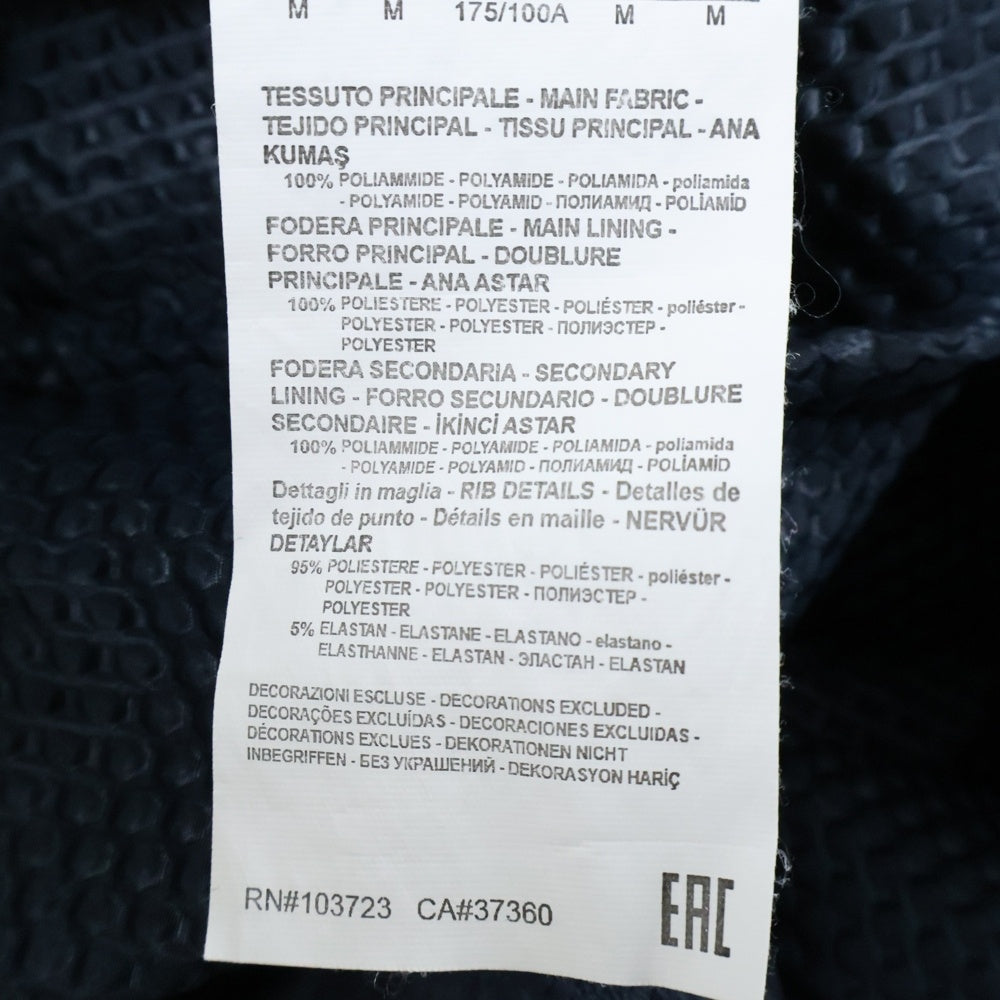 M M 175/100A M M
TESSUTO PRINCIPALE - MAIN FABRIC -
TEJIDO PRINCIPAL - TISSU PRINCIPAL - ANA
KUMAŞ
100% POLIAMMIDE - POLYAMIDE - POLIAMIDA - poliamida
- POLYAMIDE - POLYAMID - ПОЛИАМИД - POLİAMİD
FODERA PRINCIPALE - MAIN LINING -
FORRO PRINCIPAL - DOUBLURE
PRINCIPALE - ANA ASTAR
100% POLIESTERE - POLYESTER - POLIÉSTER - poliéster -
POLYESTER - POLYESTER - ПОЛИЭСТЕР -
POLYESTER
FODERA SECONDARIA - SECONDARY
LINING - FORRO SECUNDARIO - DOUBLURE
SECONDAIRE - İKİNCİ ASTAR
100% POLIAMMIDE - POLYAMIDE - POLIAMIDA - poliamida
- POLYAMIDE - POLYAMID - ПОЛИАМИД - POLİAMİD
Dettagli in maglia - RIB DETAILS - Detalles de
tejido de punto - Détails en maille - NERVÜR
DETAYLAR
95% POLIESTERE - POLYESTER - POLIÉSTER - poliéster -
POLYESTER - POLYESTER - ПОЛИЭСТЕР -
POLYESTER
5% ELASTAN - ELASTANE - ELASTANO - elastano -
ELASTHANNE - ELASTAN - ЭЛАСТАН - ELASTAN
DECORAZIONI ESCLUSE - DECORATIONS EXCLUDED -
DECORAÇÕES EXCLUÍDAS - DECORACIONES EXCLUIDAS -
DÉCORATIONS EXCLUES - DEKORATIONEN NICHT
INBEGRIFFEN - БЕЗ УКРАШЕНИЙ - DEKORASYON HARİÇ
RN#103723 CA#37360
EAC